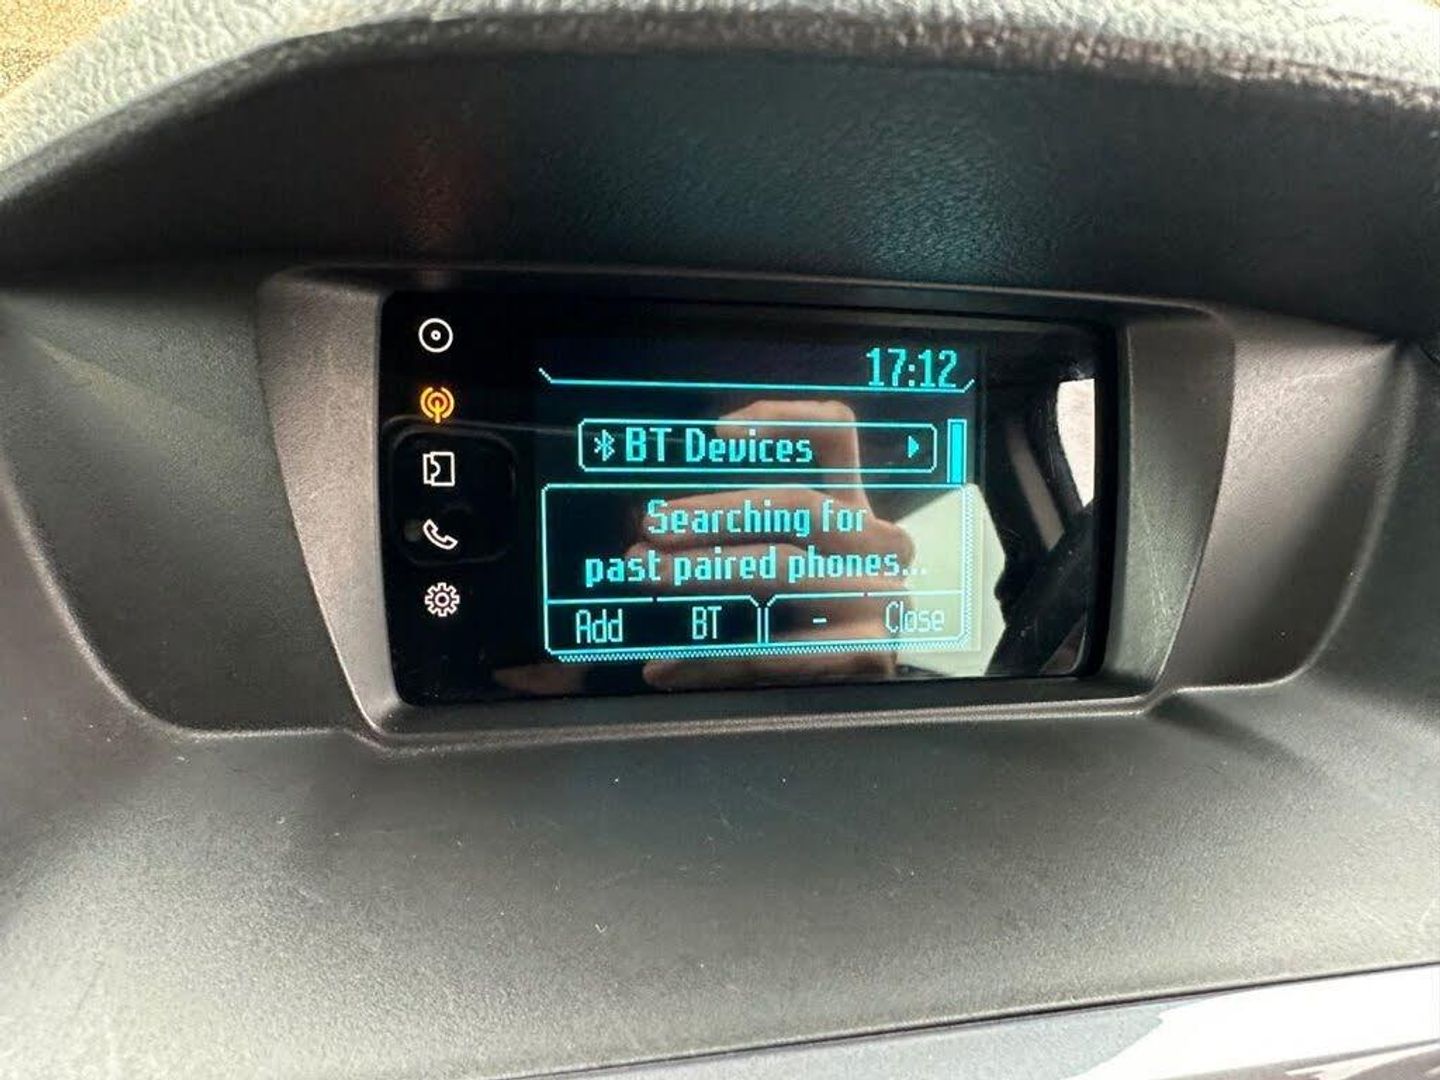 17:12
BT Devices
Searching for
past paired phones...
Add BT - Close